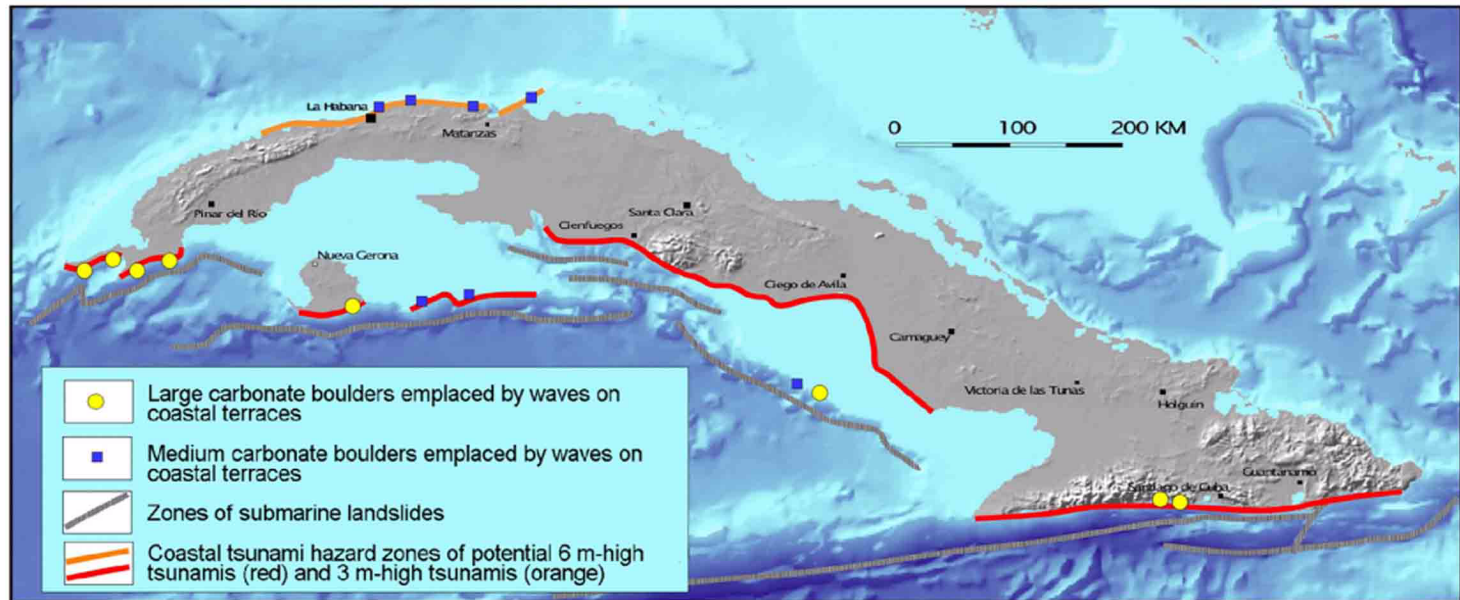 La Habana
Matanzas
0 100 200 KM
Pinar del Río
Santa Clara
Cienfuegos
Nueva Gerona
Ciego de Avila
Camaguey
Victoria de las Tunas
Holguín
Guantanamo
Santiago de Cuba
Large carbonate boulders emplaced by waves on
coastal terraces
Medium carbonate boulders emplaced by waves on
coastal terraces
Zones of submarine landslides
Coastal tsunami hazard zones of potential 6 m-high
tsunamis (red) and 3 m-high tsunamis (orange)